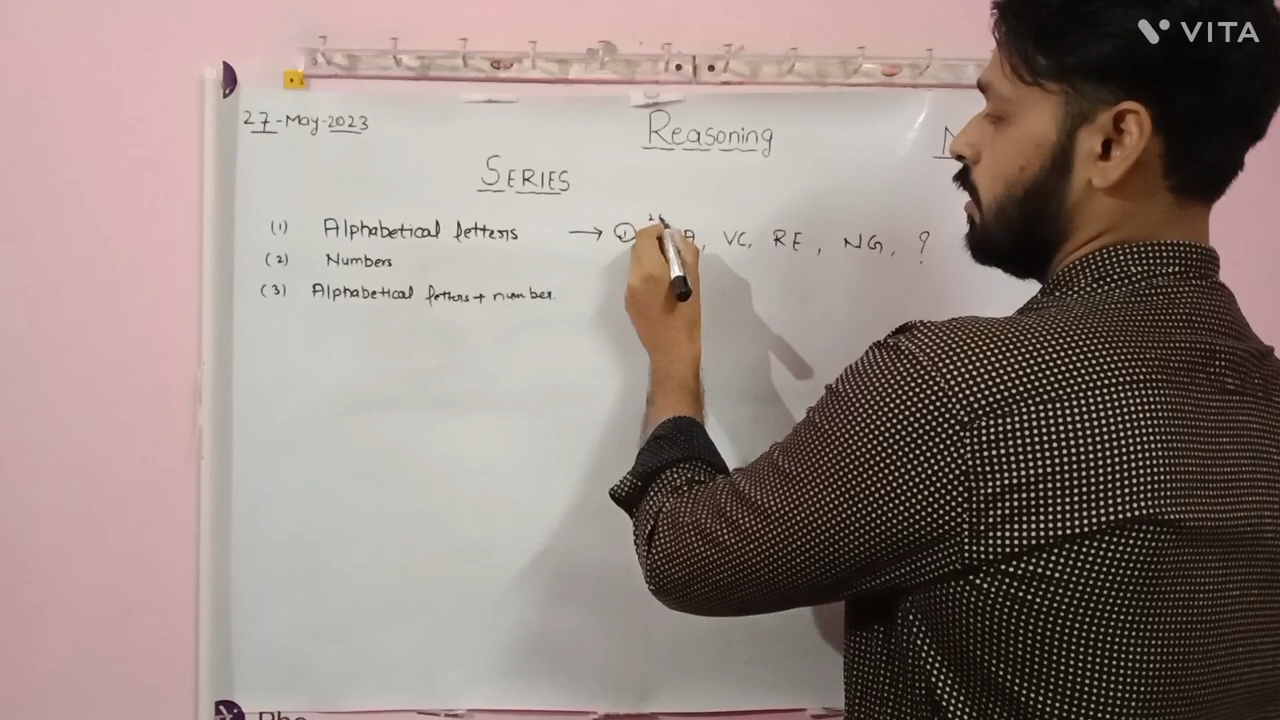 VITA
27-May-2023
Reasoning
SERIES
(1) Alphabetical letters → ① A, VC, RE, NG, ?
(2) Numbers
(3) Alphabetical letters + number.